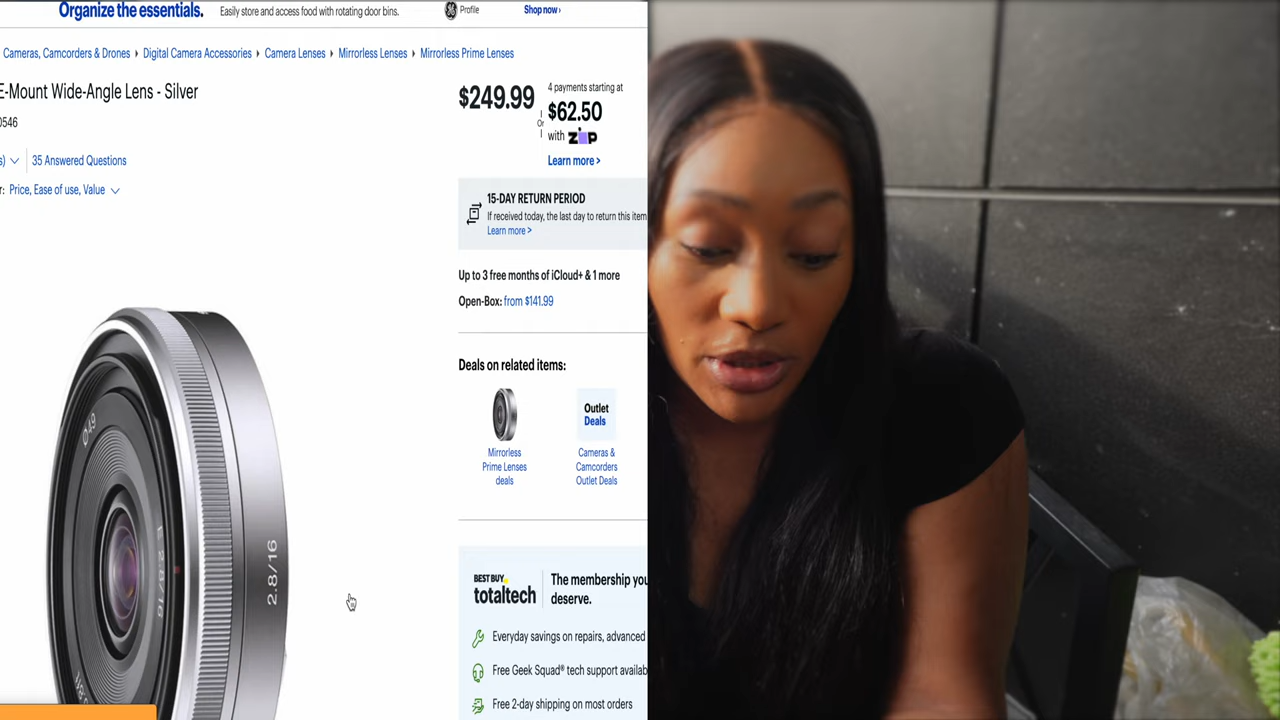 Organize the essentials.
Easily store and access food with rotating door bins.
Profile
Shop now ›
Cameras, Camcorders & Drones
Digital Camera Accessories
Camera Lenses
Mirrorless Lenses
Mirrorless Prime Lenses
E-Mount Wide-Angle Lens - Silver
0546
s)
35 Answered Questions
r: Price, Ease of use, Value
$249.99
Or
4 payments starting at
$62.50
with ZIP
Learn more >
15-DAY RETURN PERIOD
If received today, the last day to return this item
Learn more >
Up to 3 free months of iCloud+ & 1 more
Open-Box: from $141.99
Deals on related items:
Mirrorless
Prime Lenses
deals
Outlet
Deals
Cameras &
Camcorders
Outlet Deals
BEST BUY
totaltech
The membership you
deserve.
Everyday savings on repairs, advanced
Free Geek Squad® tech support availab
Free 2-day shipping on most orders
Ø49
E 2.8/16
2.8/16